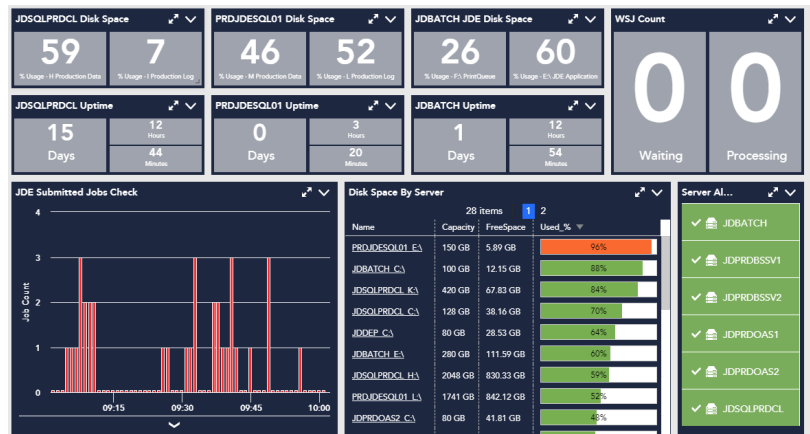 JDSQLPRDCL Disk Space
59
% Usage - H Production Data
7
% Usage - I Production Log
PRDJDESQL01 Disk Space
46
% Usage - M Production Data
52
% Usage - L Production Log
JDBATCH JDE Disk Space
26
% Usage - F:\ PrintQueue
60
% Usage - E:\ JDE Application
WSJ Count
0
Waiting
0
Processing
JDSQLPRDCL Uptime
15
Days
12
Hours
44
Minutes
PRDJDESQL01 Uptime
0
Days
3
Hours
20
Minutes
JDBATCH Uptime
1
Days
12
Hours
54
Minutes
JDE Submitted Jobs Check
Job Count
4
3
2
1
0
09:15 09:30 09:45 10:00
Disk Space By Server
28 items 1 2
Name Capacity FreeSpace Used_%
PRDJDESQL01 E:\ 150 GB 5.89 GB 96%
JDBATCH C:\ 100 GB 12.15 GB 88%
JDSQLPRDCL K:\ 420 GB 67.83 GB 84%
JDSQLPRDCL C:\ 128 GB 38.16 GB 70%
JDDEP C:\ 80 GB 28.53 GB 64%
JDBATCH E:\ 280 GB 111.59 GB 60%
JDSQLPRDCL H:\ 2048 GB 830.33 GB 59%
PRDJDESQL01 L:\ 1741 GB 842.12 GB 52%
JDPRDOAS2 C:\ 80 GB 41.81 GB 48%
Server Al...
JDBATCH
JDPRDBSSV1
JDPRDBSSV2
JDPRDOAS1
JDPRDOAS2
JDSQLPRDCL